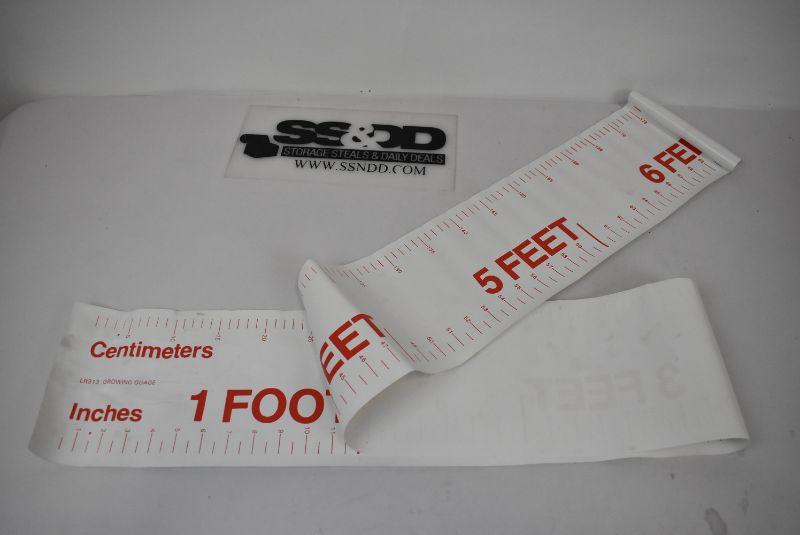 SS&DD
STORAGE STEALS & DAILY DEALS
WWW.SSNDD.COM
6 FEE
5 FEET
EET
Centimeters
LR313 GROWING GUAGE
Inches
1 FOOT
3 FEET